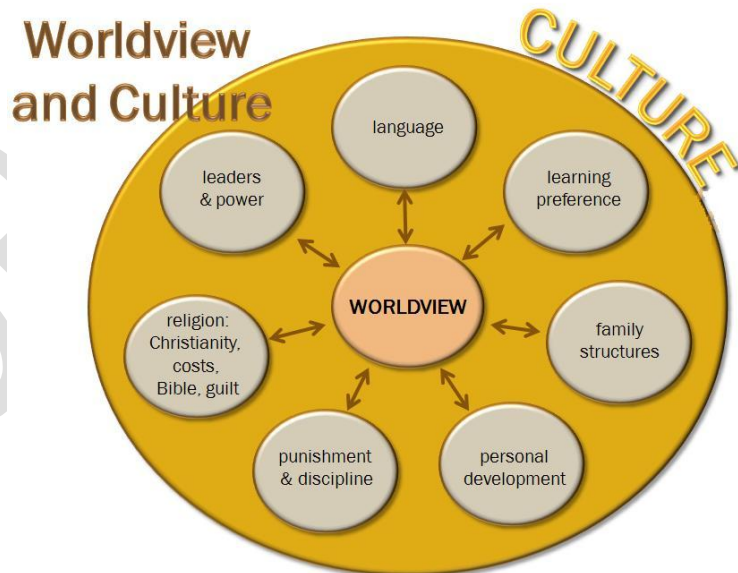 Worldview
and Culture
CULTURE
language
leaders
& power
learning
preference
WORLDVIEW
religion:
Christianity,
costs,
Bible, guilt
family
structures
punishment
& discipline
personal
development